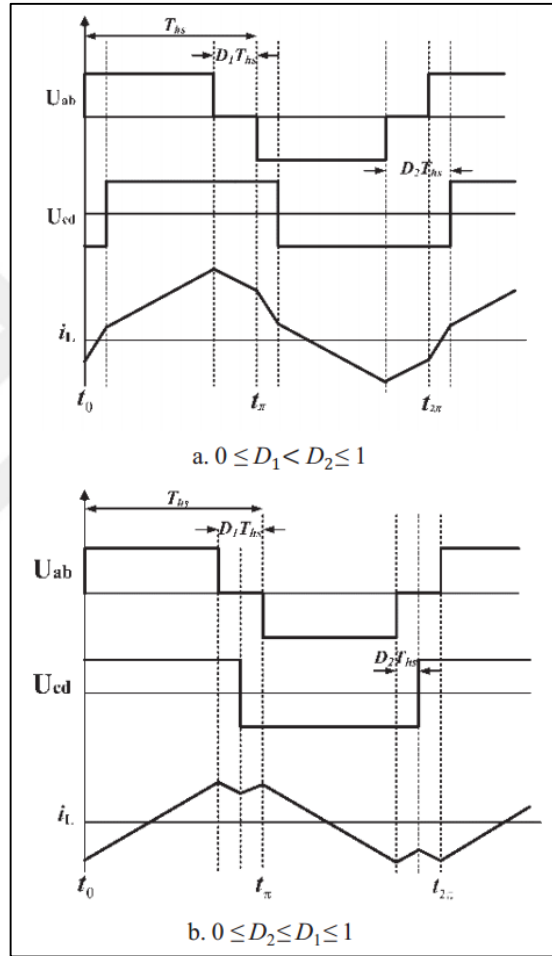 T_hs
D_1T_hs
U_ab
D_2T_hs
U_cd
i_L
t_0 t_π t_2π
a. 0 ≤ D_1 < D_2 ≤ 1
T_hs
D_1T_hs
U_ab
D_2T_hs
U_cd
i_L
t_0 t_π t_2π
b. 0 ≤ D_2 ≤ D_1 ≤ 1